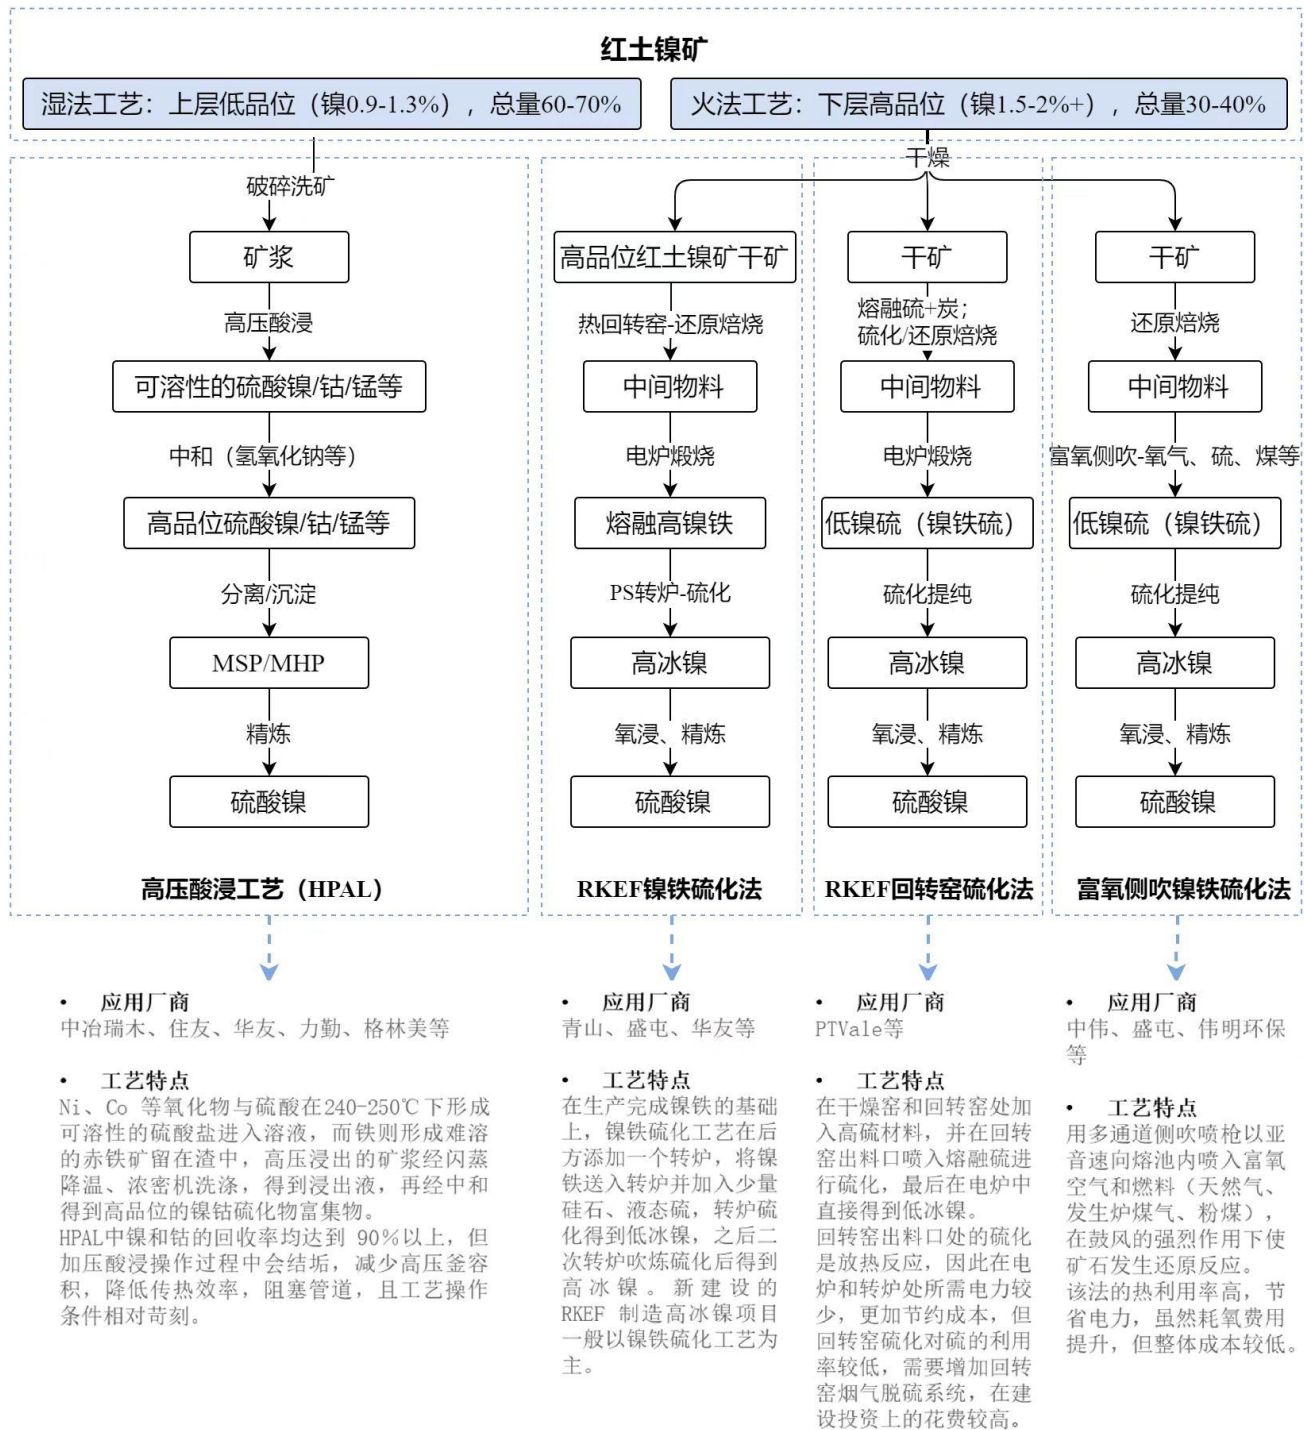 红土镍矿
湿法工艺：上层低品位（镍0.9-1.3%），总量60-70%
火法工艺：下层高品位（镍1.5-2%+），总量30-40%
破碎洗矿
矿浆
高压酸浸
可溶性的硫酸镍/钴/锰等
中和（氢氧化钠等）
高品位硫酸镍/钴/锰等
分离/沉淀
MSP/MHP
精炼
硫酸镍
高压酸浸工艺（HPAL）
干燥
高品位红土镍矿干矿
热回转窑-还原焙烧
中间物料
电炉煅烧
熔融高镍铁
PS转炉-硫化
高冰镍
氧浸、精炼
硫酸镍
RKEF镍铁硫化法
干矿
熔融硫+炭；
硫化/还原焙烧
中间物料
电炉煅烧
低镍硫（镍铁硫）
硫化提纯
高冰镍
氧浸、精炼
硫酸镍
RKEF回转窑硫化法
干矿
还原焙烧
中间物料
富氧侧吹-氧气、硫、煤等
低镍硫（镍铁硫）
硫化提纯
高冰镍
氧浸、精炼
硫酸镍
富氧侧吹镍铁硫化法
• 应用厂商
中冶瑞木、住友、华友、力勤、格林美等
• 工艺特点
Ni、Co 等氧化物与硫酸在240-250℃下形成
可溶性的硫酸盐进入溶液，而铁则形成难溶
的赤铁矿留在渣中，高压浸出的矿浆经闪蒸
降温、浓密机洗涤，得到浸出液，再经中和
得到高品位的镍钴硫化物富集物。
HPAL中镍和钴的回收率均达到 90%以上，但
加压酸浸操作过程中会结垢，减少高压釜容
积，降低传热效率，阻塞管道，且工艺操作
条件相对苛刻。
• 应用厂商
青山、盛屯、华友等
• 工艺特点
在生产完成镍铁的基础
上，镍铁硫化工艺在后
方添加一个转炉，将镍
铁送入转炉并加入少量
硅石、液态硫，转炉硫
化得到低冰镍，之后二
次转炉吹炼硫化后得到
高冰镍。新建设的
RKEF 制造高冰镍项目
一般以镍铁硫化工艺为
主。
• 应用厂商
PTVale等
• 工艺特点
在干燥窑和回转窑处加
入高硫材料，并在回转
窑出料口喷入熔融硫进
行硫化，最后在电炉中
直接得到低冰镍。
回转窑出料口处的硫化
是放热反应，因此在电
炉和转炉处所需电力较
少，更加节约成本，但
回转窑硫化对硫的利用
率较低，需要增加回转
窑烟气脱硫系统，在建
设投资上的花费较高。
• 应用厂商
中伟、盛屯、伟明环保
等
• 工艺特点
用多通道侧吹喷枪以亚
音速向熔池内喷入富氧
空气和燃料（天然气、
发生炉煤气、粉煤），
在鼓风的强烈作用下使
矿石发生还原反应。
该法的热利用率高，节
省电力，虽然耗氧费用
提升，但整体成本较低。